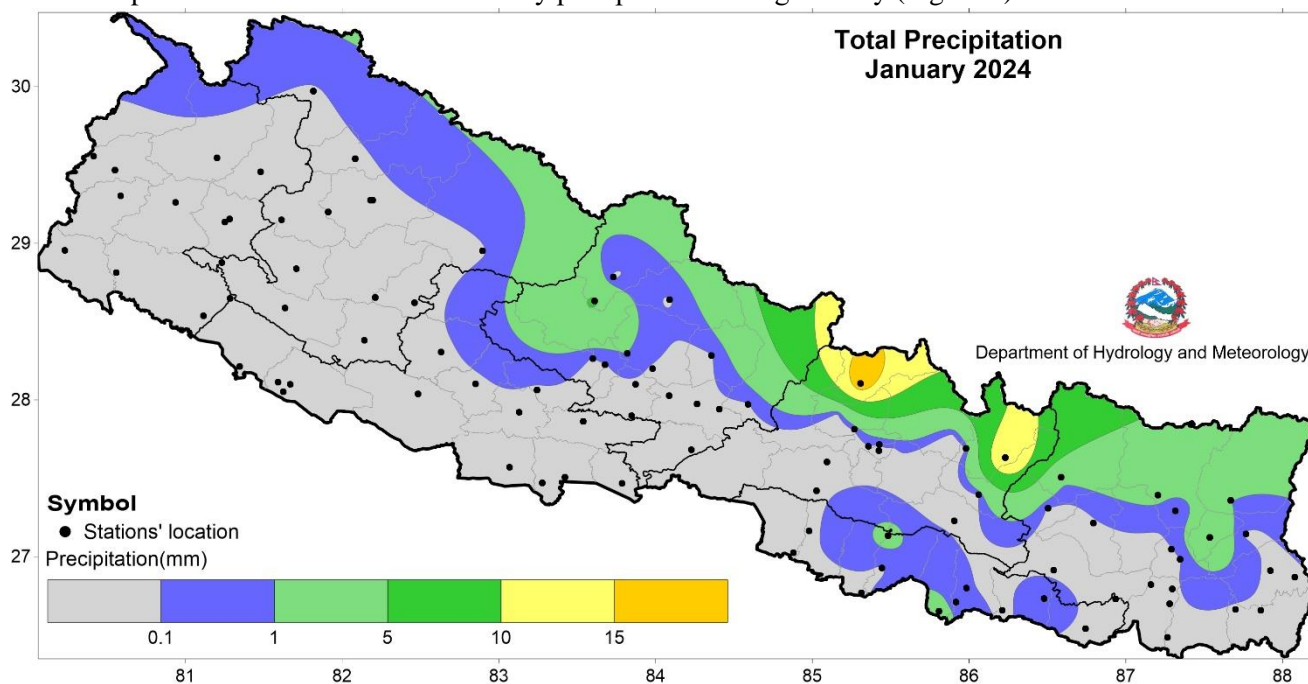 Total Precipitation
January 2024
30
29
28
27
Department of Hydrology and Meteorology
Symbol
Stations' location
Precipitation(mm)
0.1 1 5 10 15
81 82 83 84 85 86 87 88